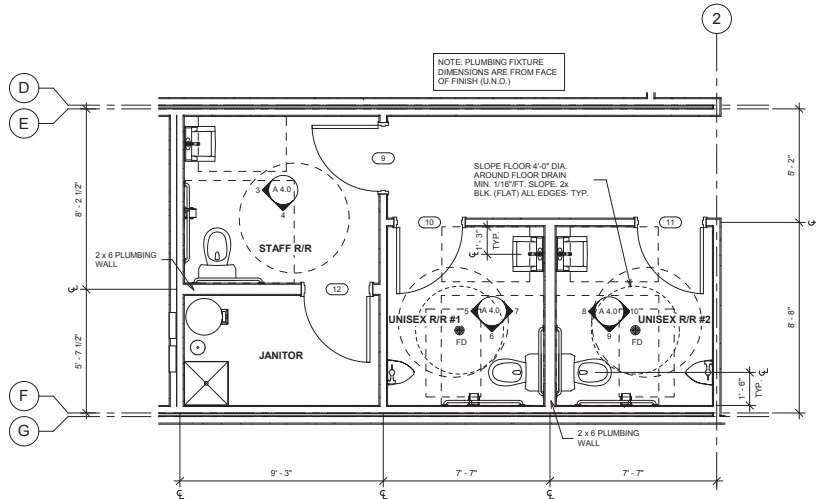 2
NOTE: PLUMBING FIXTURE
DIMENSIONS ARE FROM FACE
OF FINISH (U.N.O.)
D
E
9
SLOPE FLOOR 4'-0" DIA.
AROUND FLOOR DRAIN
MIN. 1/16"/FT. SLOPE. 2x
BLK. (FLAT) ALL EDGES- TYP.
5' - 2"
3
A 4.0
4
8' - 2 1/2"
10
11
STAFF R/R
1' - 3"
TYP.
2 x 6 PLUMBING
WALL
12
5
A 4.0
7
6
8
A 4.0
10
9
UNISEX R/R #1
UNISEX R/R #2
FD
FD
8' - 8"
JANITOR
5' - 7 1/2"
1' - 6"
TYP.
F
G
2 x 6 PLUMBING
WALL
9' - 3"
7' - 7"
7' - 7"